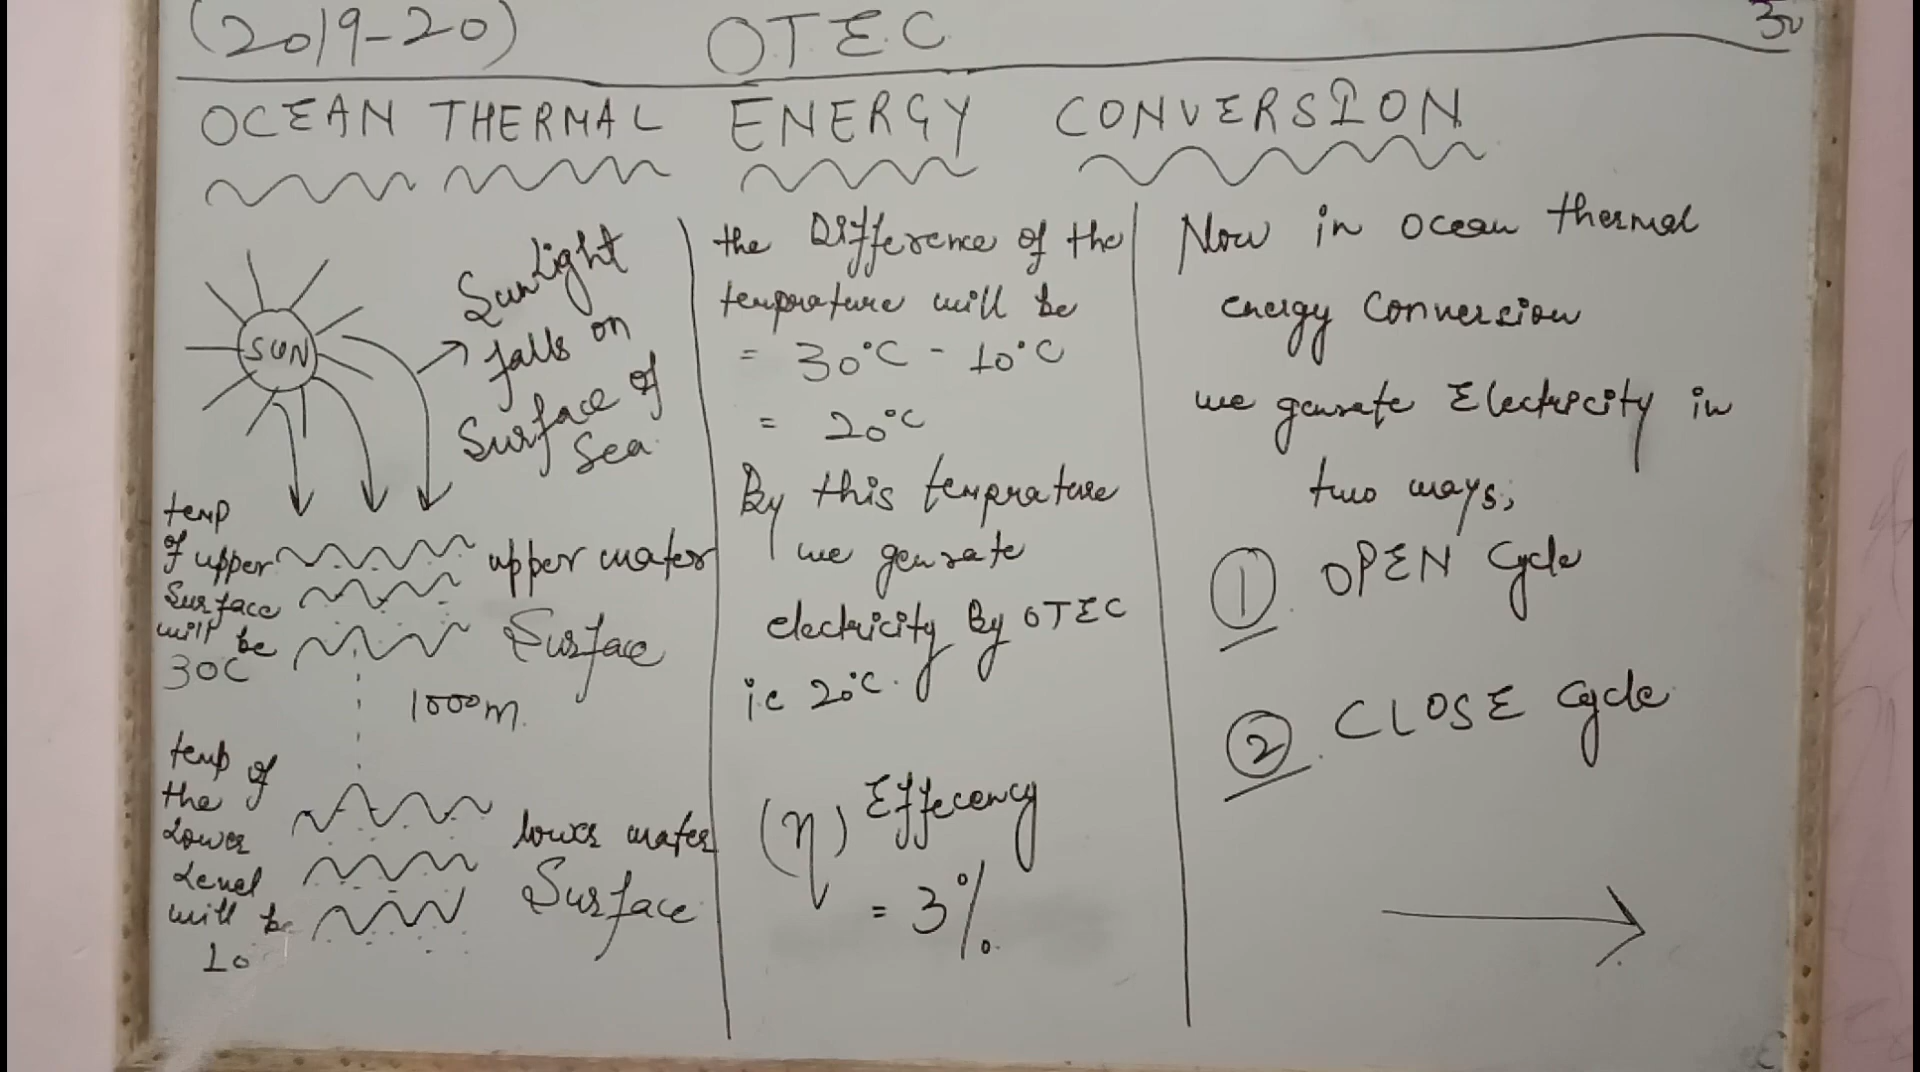 (2019-20) OTEC 30
OCEAN THERMAL ENERGY CONVERSION
SUN
SunLight
falls on
Surface of
Sea
temp
of upper
Surface
will be
30C
upper water
Surface
1000m.
temp of
the
Lower
Level
will be
10
lower water
Surface
the Difference of the
temprature will be
= 30°C - 10°C
= 20°C
By this temprature
we genrate
electricity By OTEC
i.e 20°C.
(η) Effecency
= 3%
Now in ocean thermal
energy Conversion
we genrate Electricity in
two ways,
1. OPEN Cycle
2. CLOSE Cycle